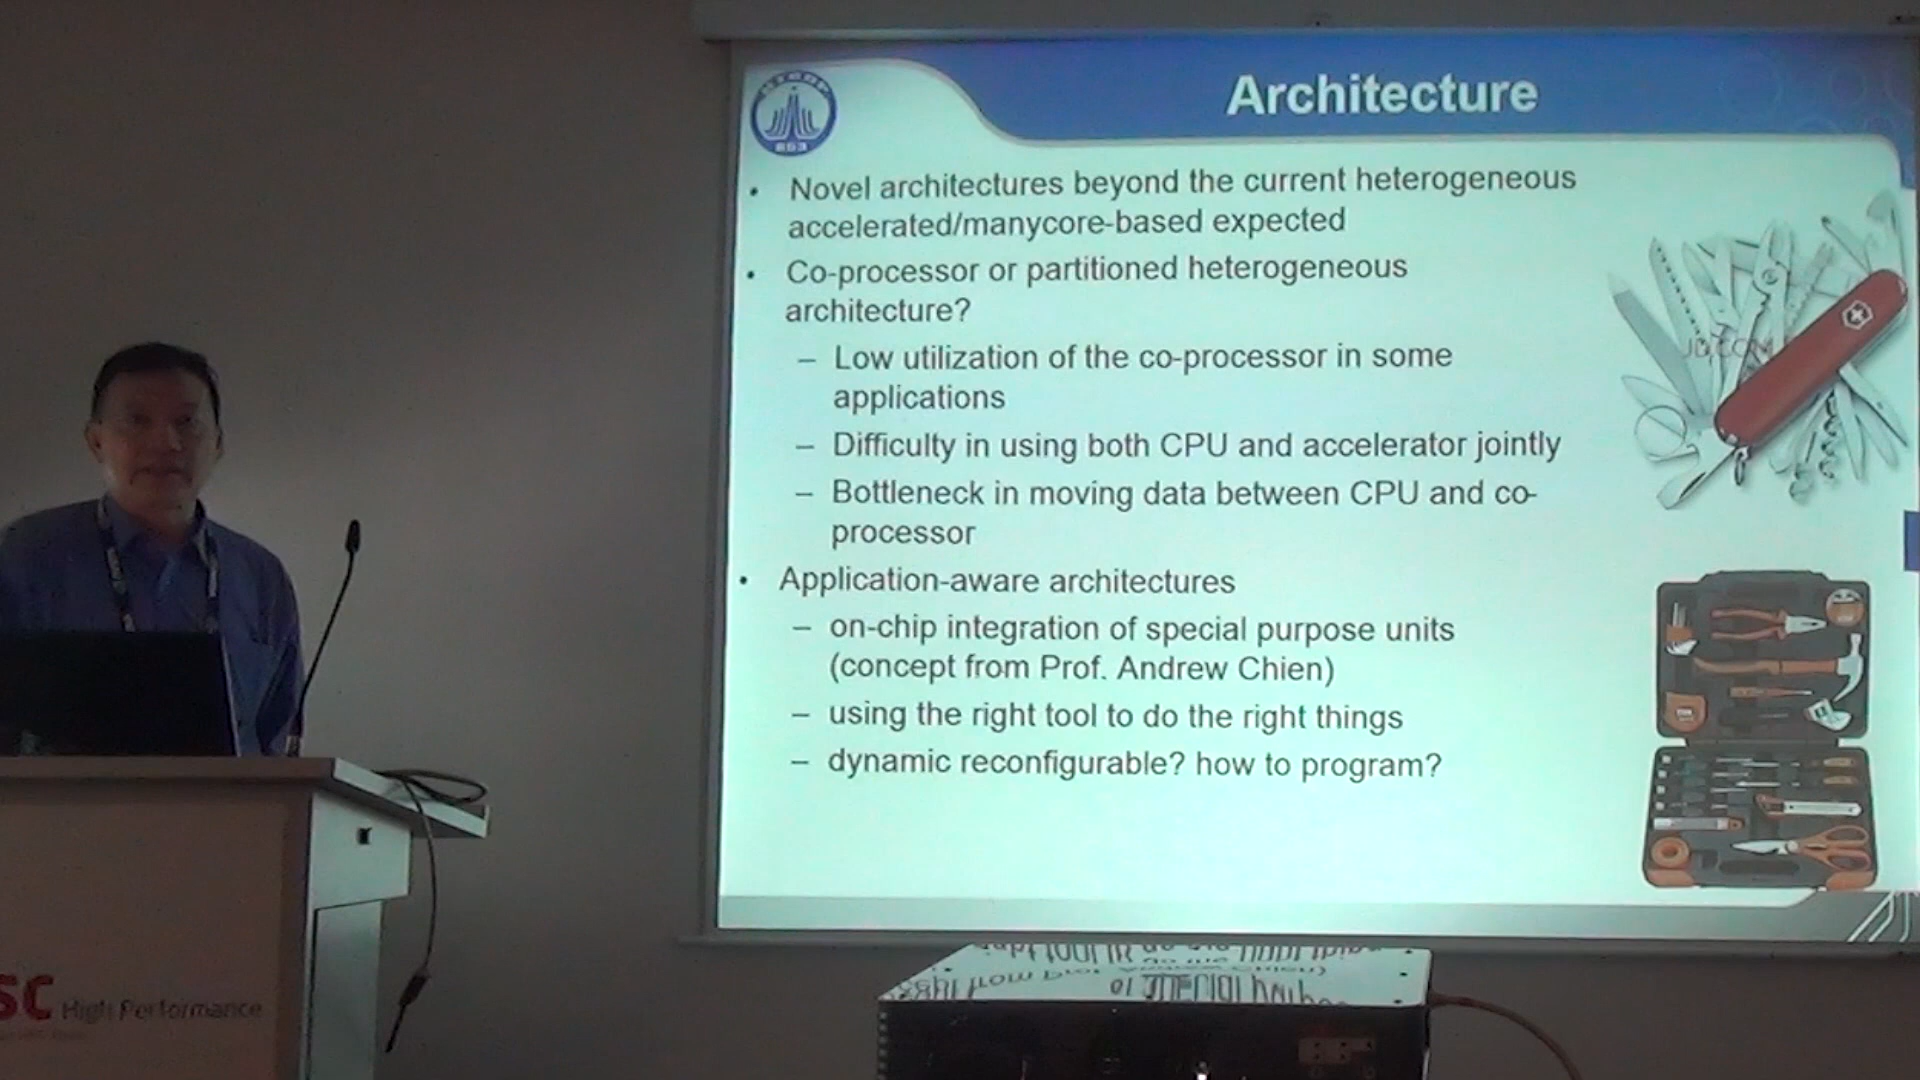 Architecture
863
• Novel architectures beyond the current heterogeneous
accelerated/manycore-based expected
• Co-processor or partitioned heterogeneous
architecture?
– Low utilization of the co-processor in some
applications
– Difficulty in using both CPU and accelerator jointly
– Bottleneck in moving data between CPU and co-
processor
• Application-aware architectures
– on-chip integration of special purpose units
(concept from Prof. Andrew Chien)
– using the right tool to do the right things
– dynamic reconfigurable? how to program?
JD.COM
SC High Performance